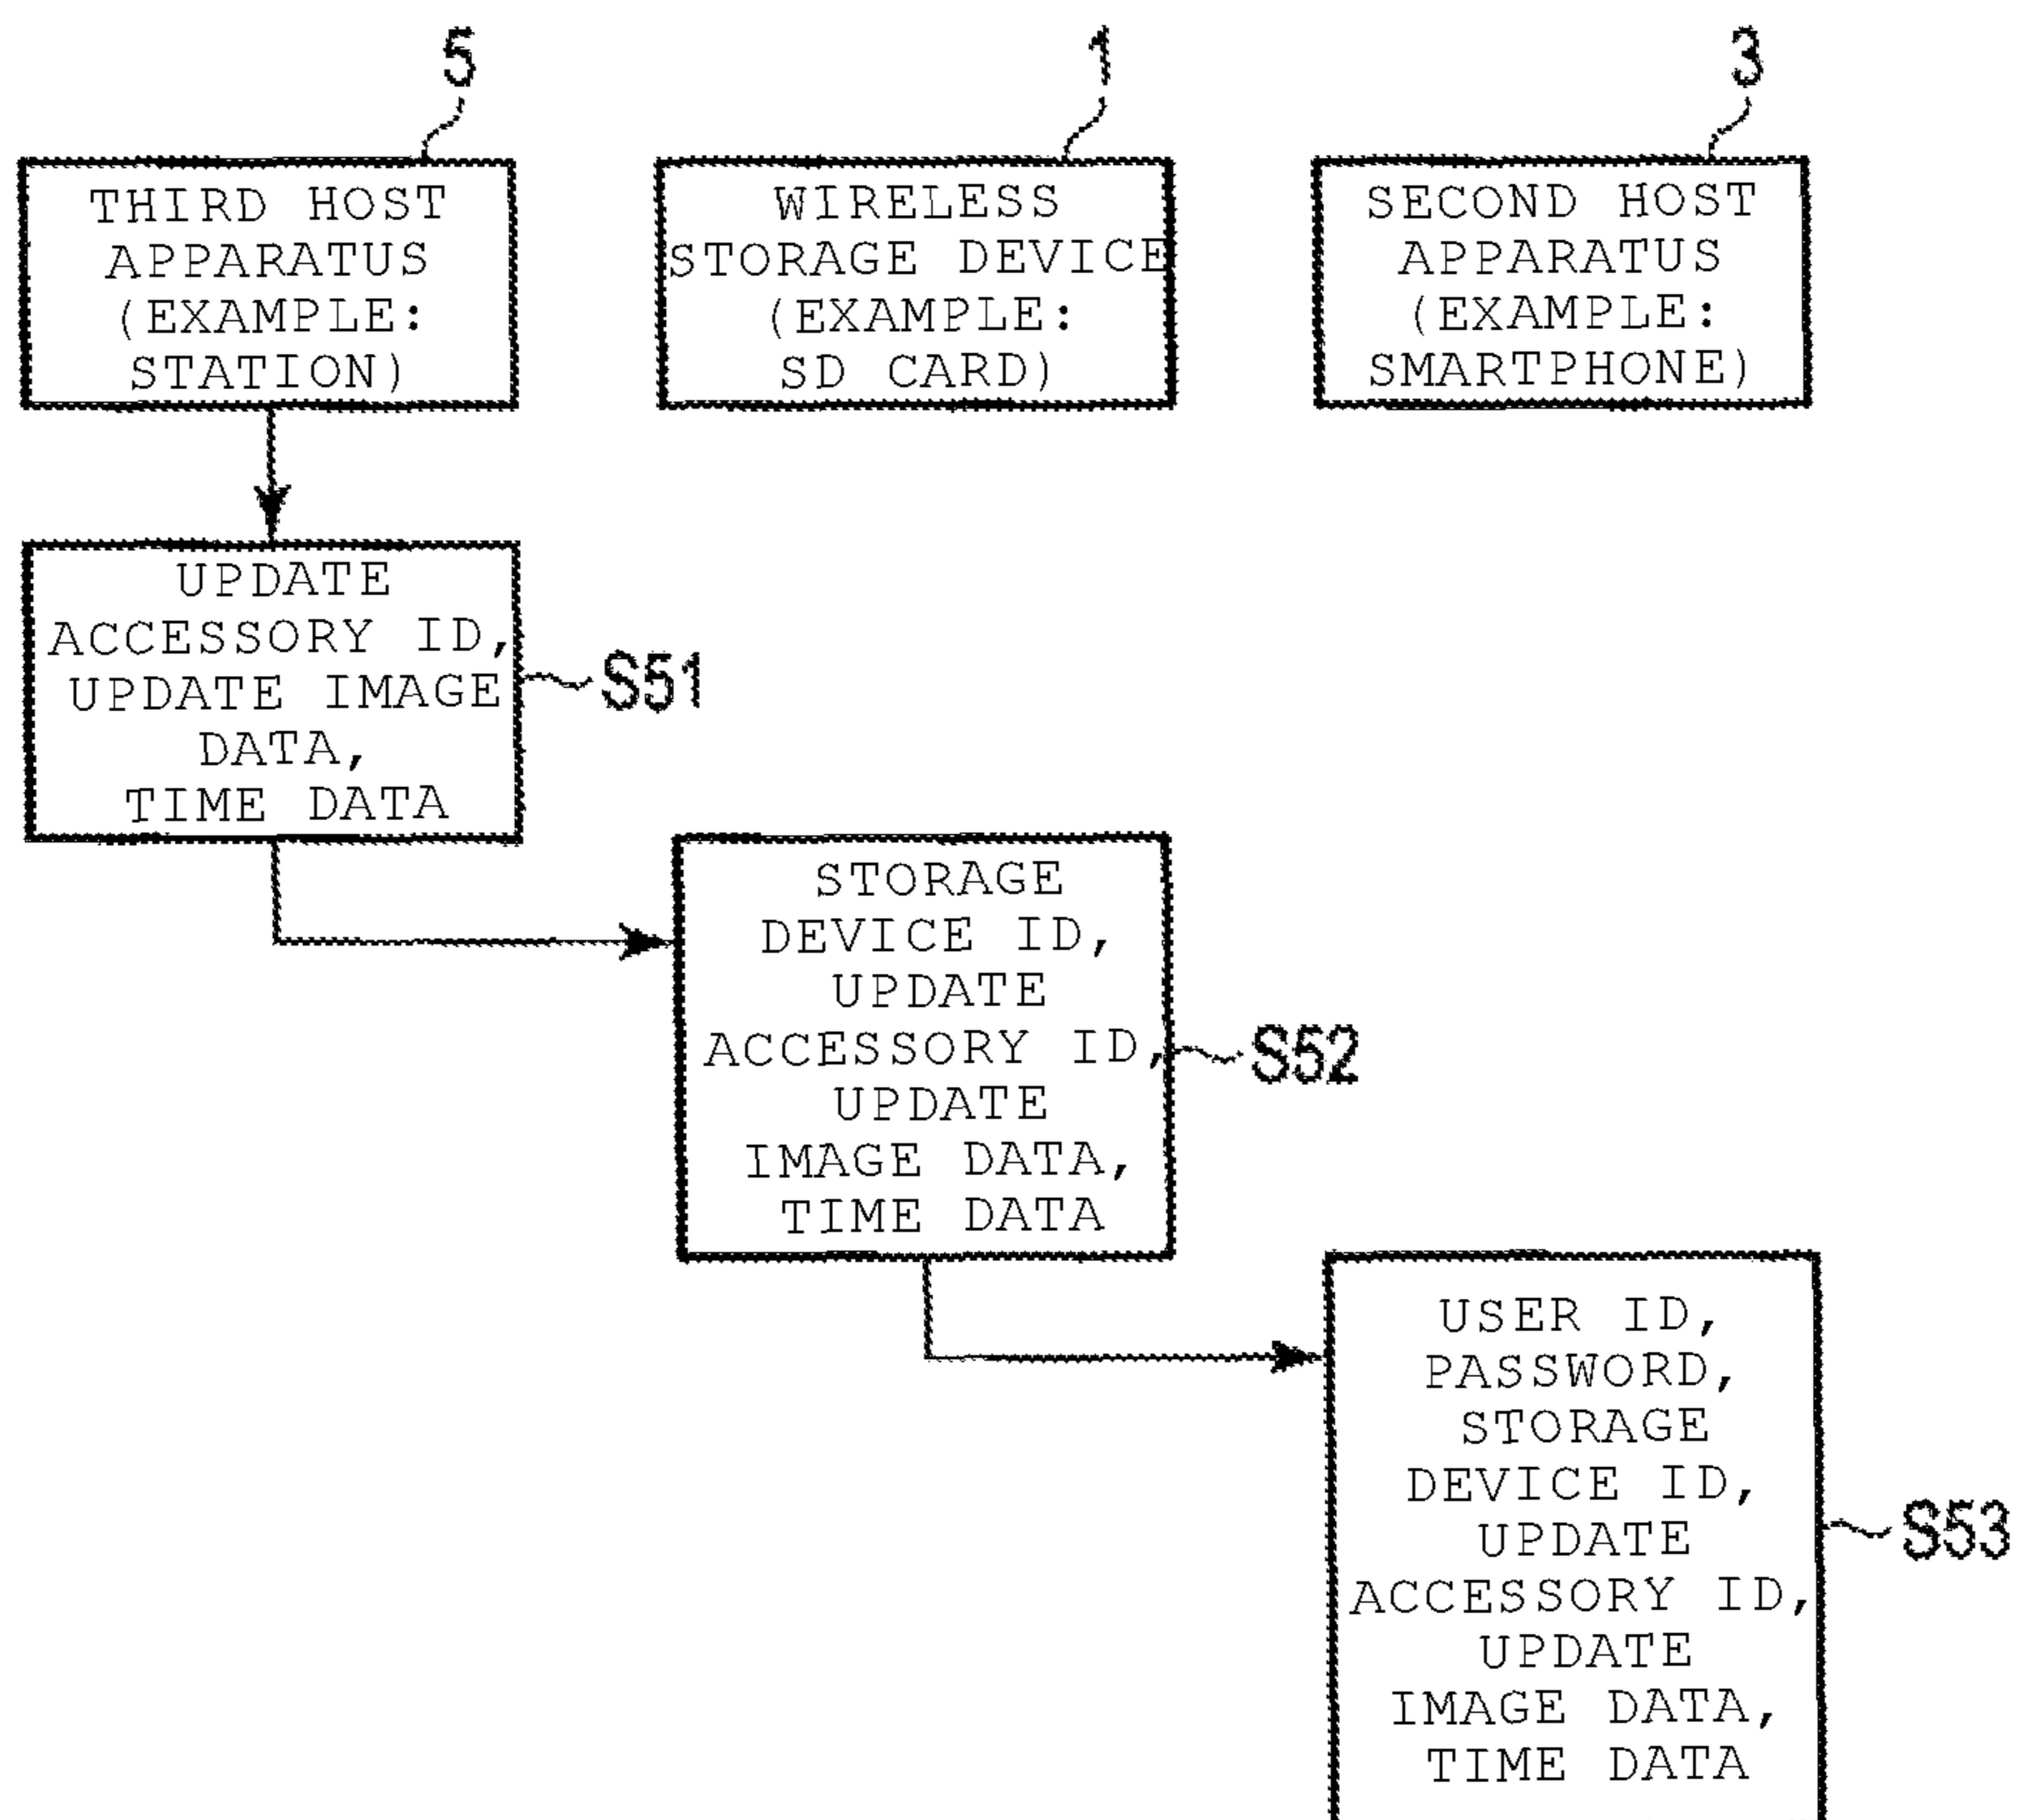 5
1
3
THIRD HOST
APPARATUS
(EXAMPLE:
STATION)
WIRELESS
STORAGE DEVICE
(EXAMPLE:
SD CARD)
SECOND HOST
APPARATUS
(EXAMPLE:
SMARTPHONE)
UPDATE
ACCESSORY ID,
UPDATE IMAGE
DATA,
TIME DATA
S51
STORAGE
DEVICE ID,
UPDATE
ACCESSORY ID,
UPDATE
IMAGE DATA,
TIME DATA
S52
USER ID,
PASSWORD,
STORAGE
DEVICE ID,
UPDATE
ACCESSORY ID,
UPDATE
IMAGE DATA,
TIME DATA
S53